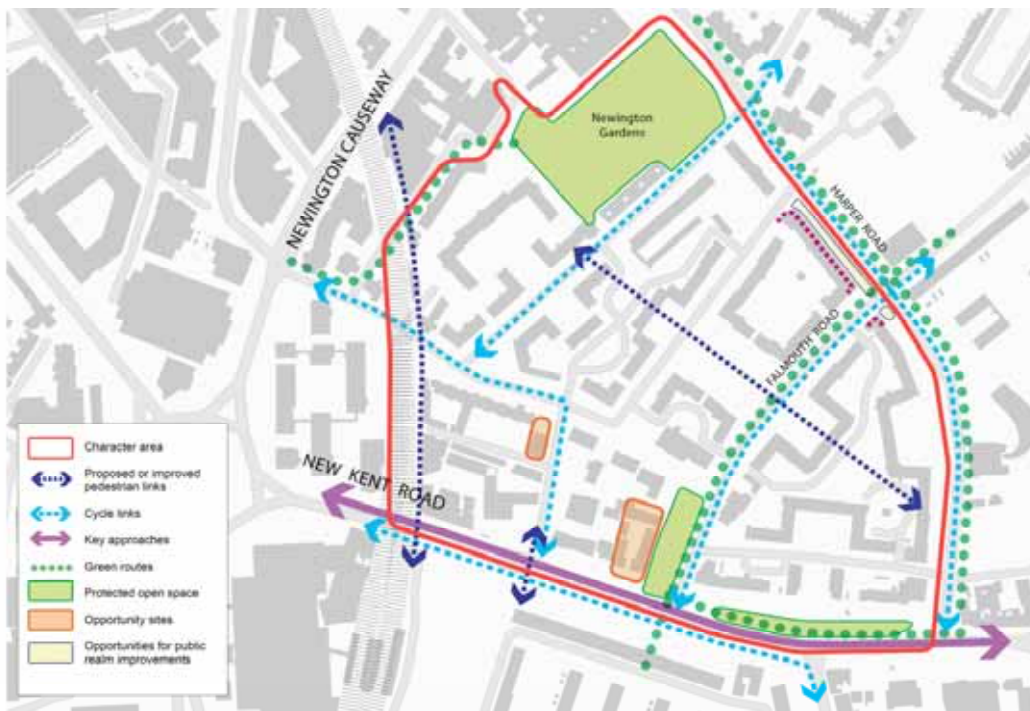 Newington
Gardens
NEWINGTON CAUSEWAY
HARPER ROAD
FALMOUTH ROAD
NEW KENT ROAD
Character area
Proposed or improved
pedestrian links
Cycle links
Key approaches
Green routes
Protected open space
Opportunity sites
Opportunities for public
realm improvements